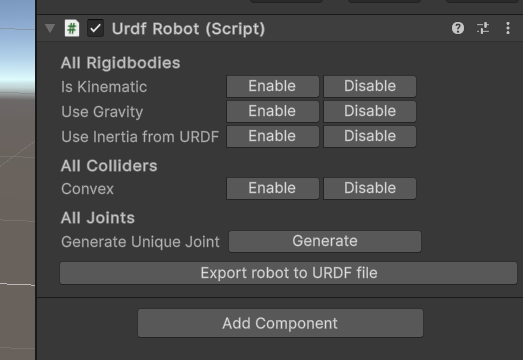 Urdf Robot (Script)
All Rigidbodies
Is Kinematic Enable Disable
Use Gravity Enable Disable
Use Inertia from URDF Enable Disable
All Colliders
Convex Enable Disable
All Joints
Generate Unique Joint Generate
Export robot to URDF file
Add Component